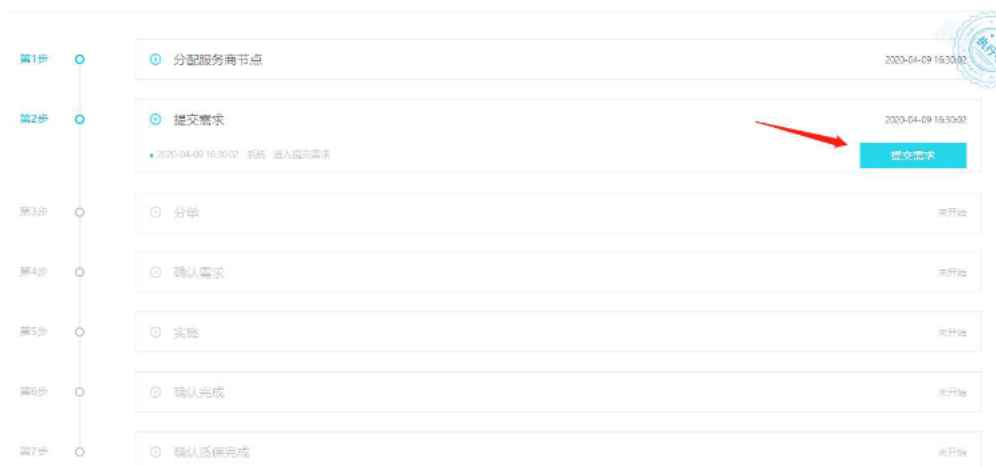 第1步 分配服务商节点 2020-04-09 16:30:02
执行
第2步 提交需求 2020-04-09 16:30:02
2020-04-09 16:30:02 系统 进入提交需求 提交需求
第3步 分单 未开始
第4步 确认需求 未开始
第5步 实施 未开始
第6步 确认完成 未开始
第7步 确认质保完成 未开始